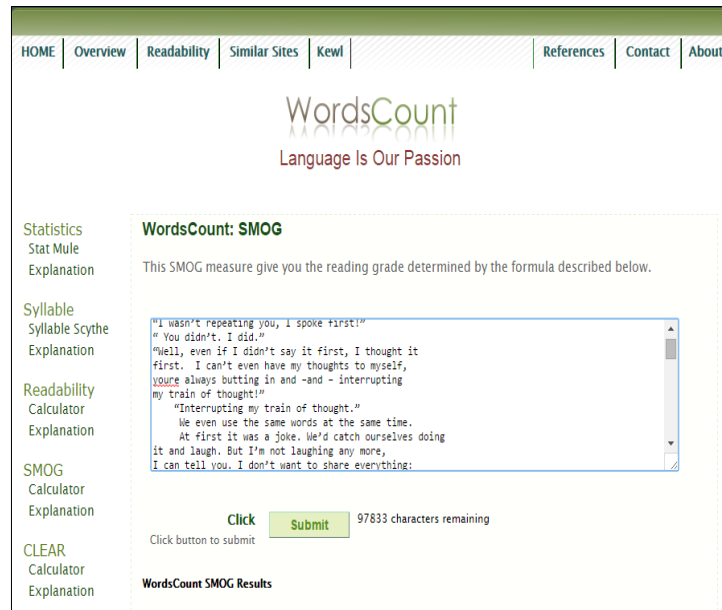 HOME Overview Readability Similar Sites Kewl References Contact About
WordsCount
Language Is Our Passion
Statistics
Stat Mule
Explanation
Syllable
Syllable Scythe
Explanation
Readability
Calculator
Explanation
SMOG
Calculator
Explanation
CLEAR
Calculator
Explanation
WordsCount: SMOG
This SMOG measure give you the reading grade determined by the formula described below.
"I wasn't repeating you, I spoke first!"
" You didn't. I did."
"Well, even if I didn't say it first, I thought it
first.  I can't even have my thoughts to myself,
youre always butting in and -and - interrupting
my train of thought!"
"Interrupting my train of thought."
We even use the same words at the same time.
At first it was a joke. We'd catch ourselves doing
it and laugh. But I'm not laughing any more,
I can tell you. I don't want to share everything:
Click Submit 97833 characters remaining
Click button to submit
WordsCount SMOG Results